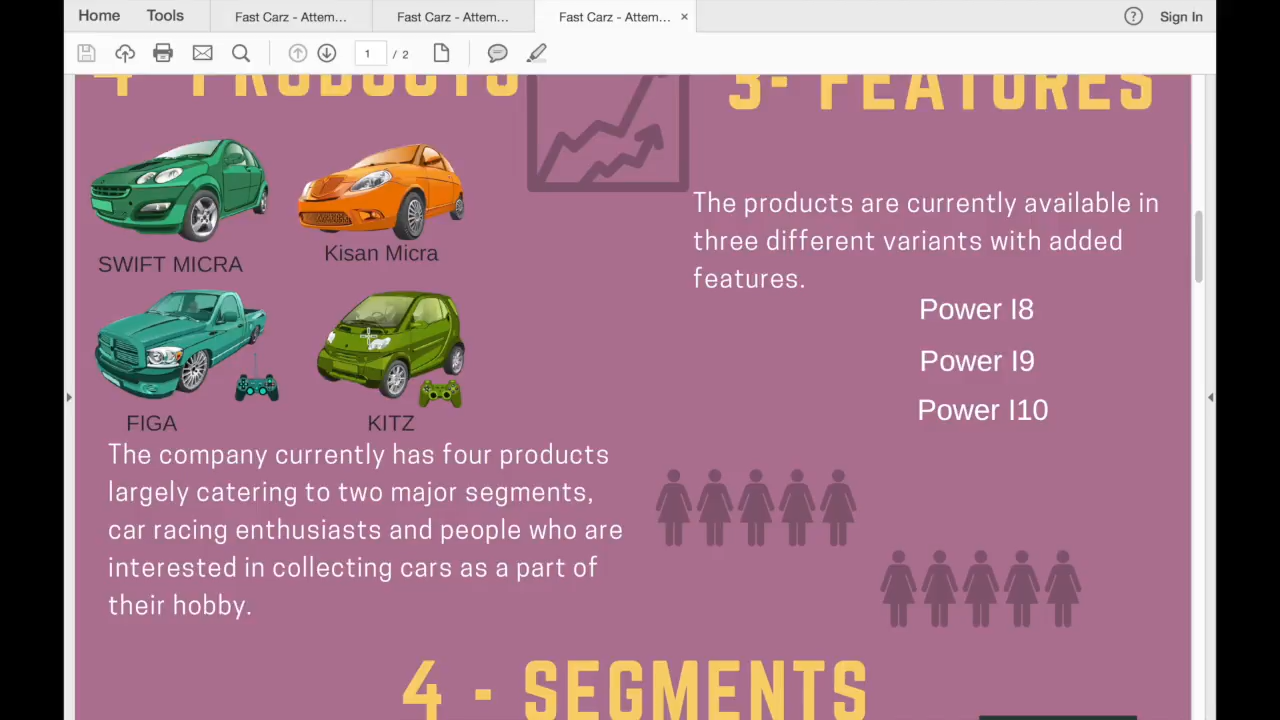 Home Tools Fast Carz - Attem... Fast Carz - Attem... Fast Carz - Attem... × ? Sign In
1 / 2
4 - PRODUCTS
3- FEATURES
SWIFT MICRA
Kisan Micra
FIGA
KITZ
The company currently has four products
largely catering to two major segments,
car racing enthusiasts and people who are
interested in collecting cars as a part of
their hobby.
The products are currently available in
three different variants with added
features.
Power I8
Power I9
Power I10
4 - SEGMENTS